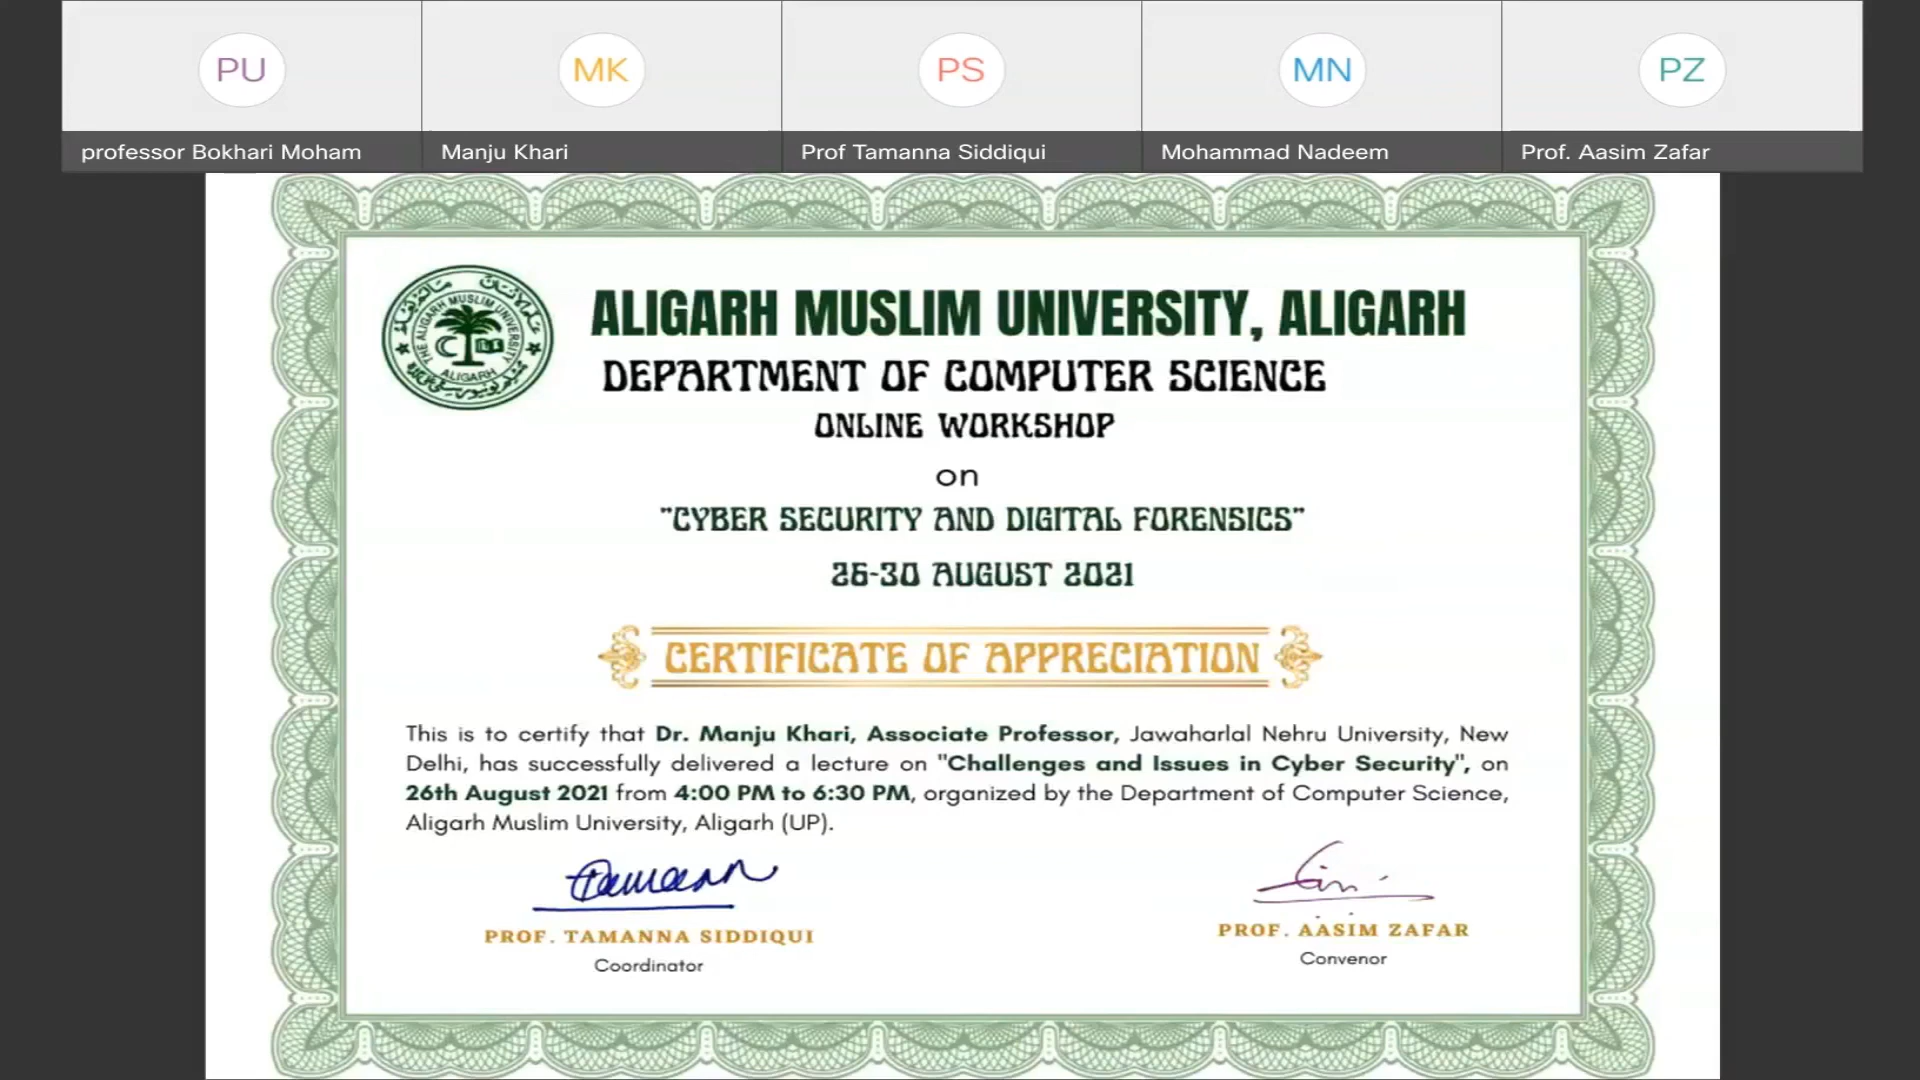 PU
MK
PS
MN
PZ
professor Bokhari Moham
Manju Khari
Prof Tamanna Siddiqui
Mohammad Nadeem
Prof. Aasim Zafar
THE ALIGARH MUSLIM UNIVERSITY
ALIGARH
ALIGARH MUSLIM UNIVERSITY, ALIGARH
DEPARTMENT OF COMPUTER SCIENCE
ONLINE WORKSHOP
on
"CYBER SECURITY AND DIGITAL FORENSICS"
26-30 AUGUST 2021
CERTIFICATE OF APPRECIATION
This is to certify that Dr. Manju Khari, Associate Professor, Jawaharlal Nehru University, New
Delhi, has successfully delivered a lecture on "Challenges and Issues in Cyber Security", on
26th August 2021 from 4:00 PM to 6:30 PM, organized by the Department of Computer Science,
Aligarh Muslim University, Aligarh (UP).
PROF. TAMANNA SIDDIQUI
Coordinator
PROF. AASIM ZAFAR
Convenor